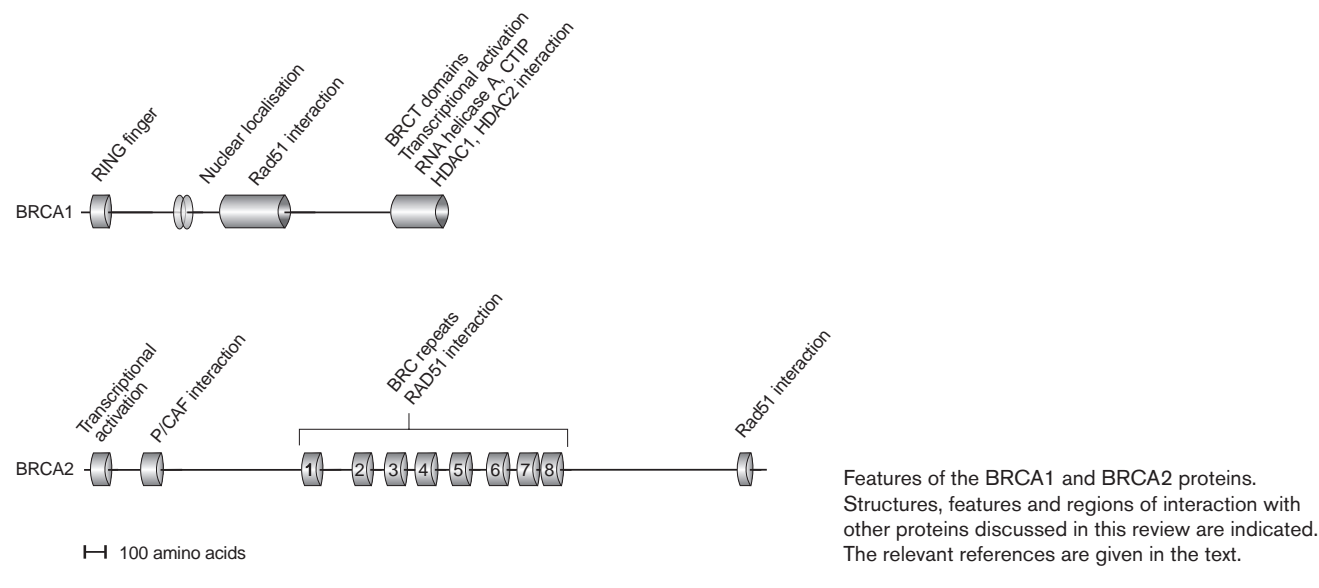 RING finger
Nuclear localisation
Rad51 interaction
BRCT domains
Transcriptional activation
RNA helicase A, CTIP
HDAC1, HDAC2 interaction
BRCA1
Transcriptional
activation
P/CAF interaction
BRC repeats
RAD51 interaction
Rad51 interaction
BRCA2
1 2 3 4 5 6 7 8
100 amino acids
Features of the BRCA1 and BRCA2 proteins.
Structures, features and regions of interaction with
other proteins discussed in this review are indicated.
The relevant references are given in the text.